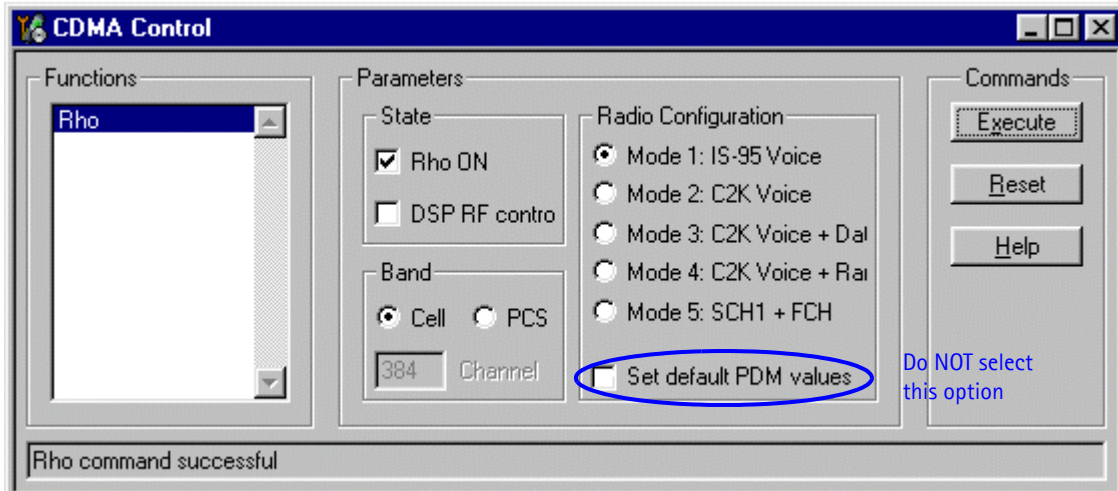 CDMA Control
Functions
Rho
Parameters
State
Rho ON
DSP RF contro
Band
Cell
PCS
384
Channel
Radio Configuration
Mode 1: IS-95 Voice
Mode 2: C2K Voice
Mode 3: C2K Voice + Dal
Mode 4: C2K Voice + Rai
Mode 5: SCH1 + FCH
Set default PDM values
Commands
Execute
Reset
Help
Do NOT select
this option
Rho command successful